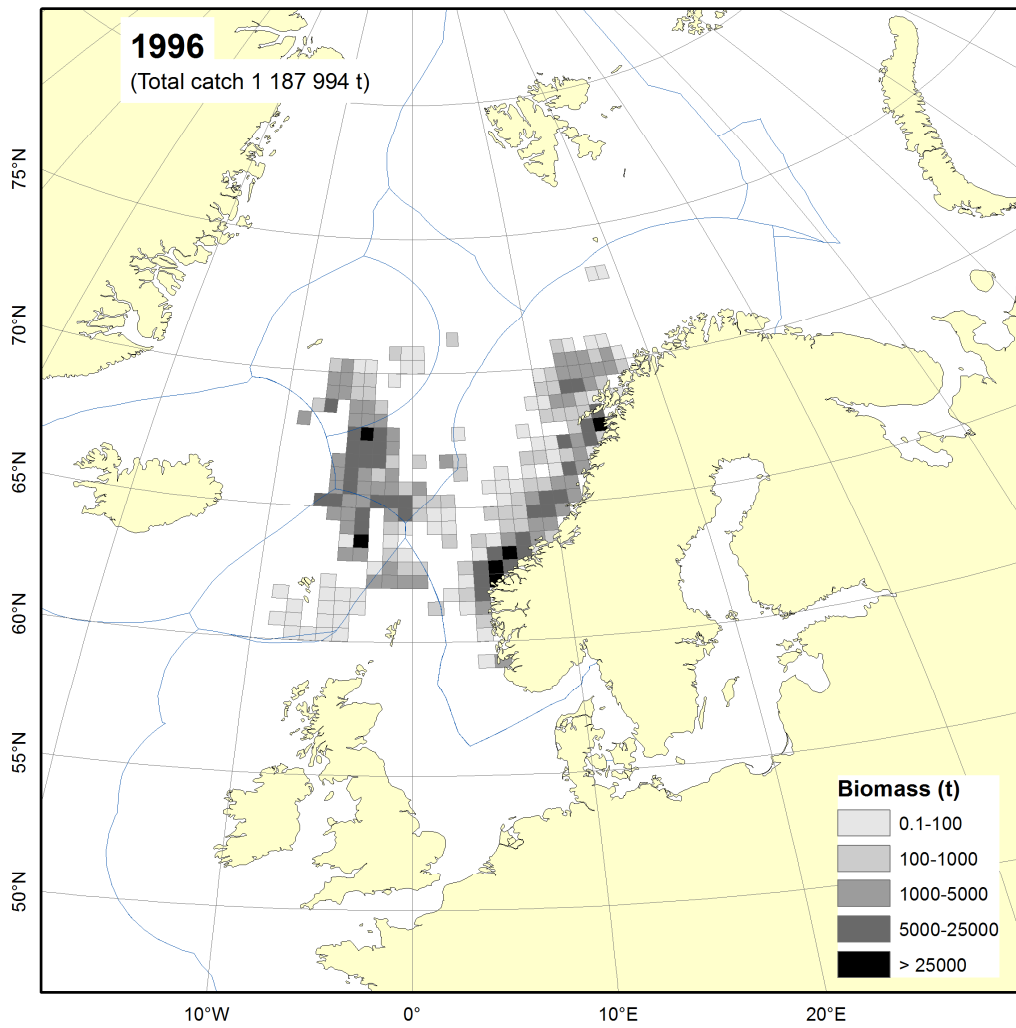 1996
(Total catch 1 187 994 t)
75°N
70°N
65°N
60°N
55°N
50°N
Biomass (t)
0.1-100
100-1000
1000-5000
5000-25000
> 25000
10°W
0°
10°E
20°E